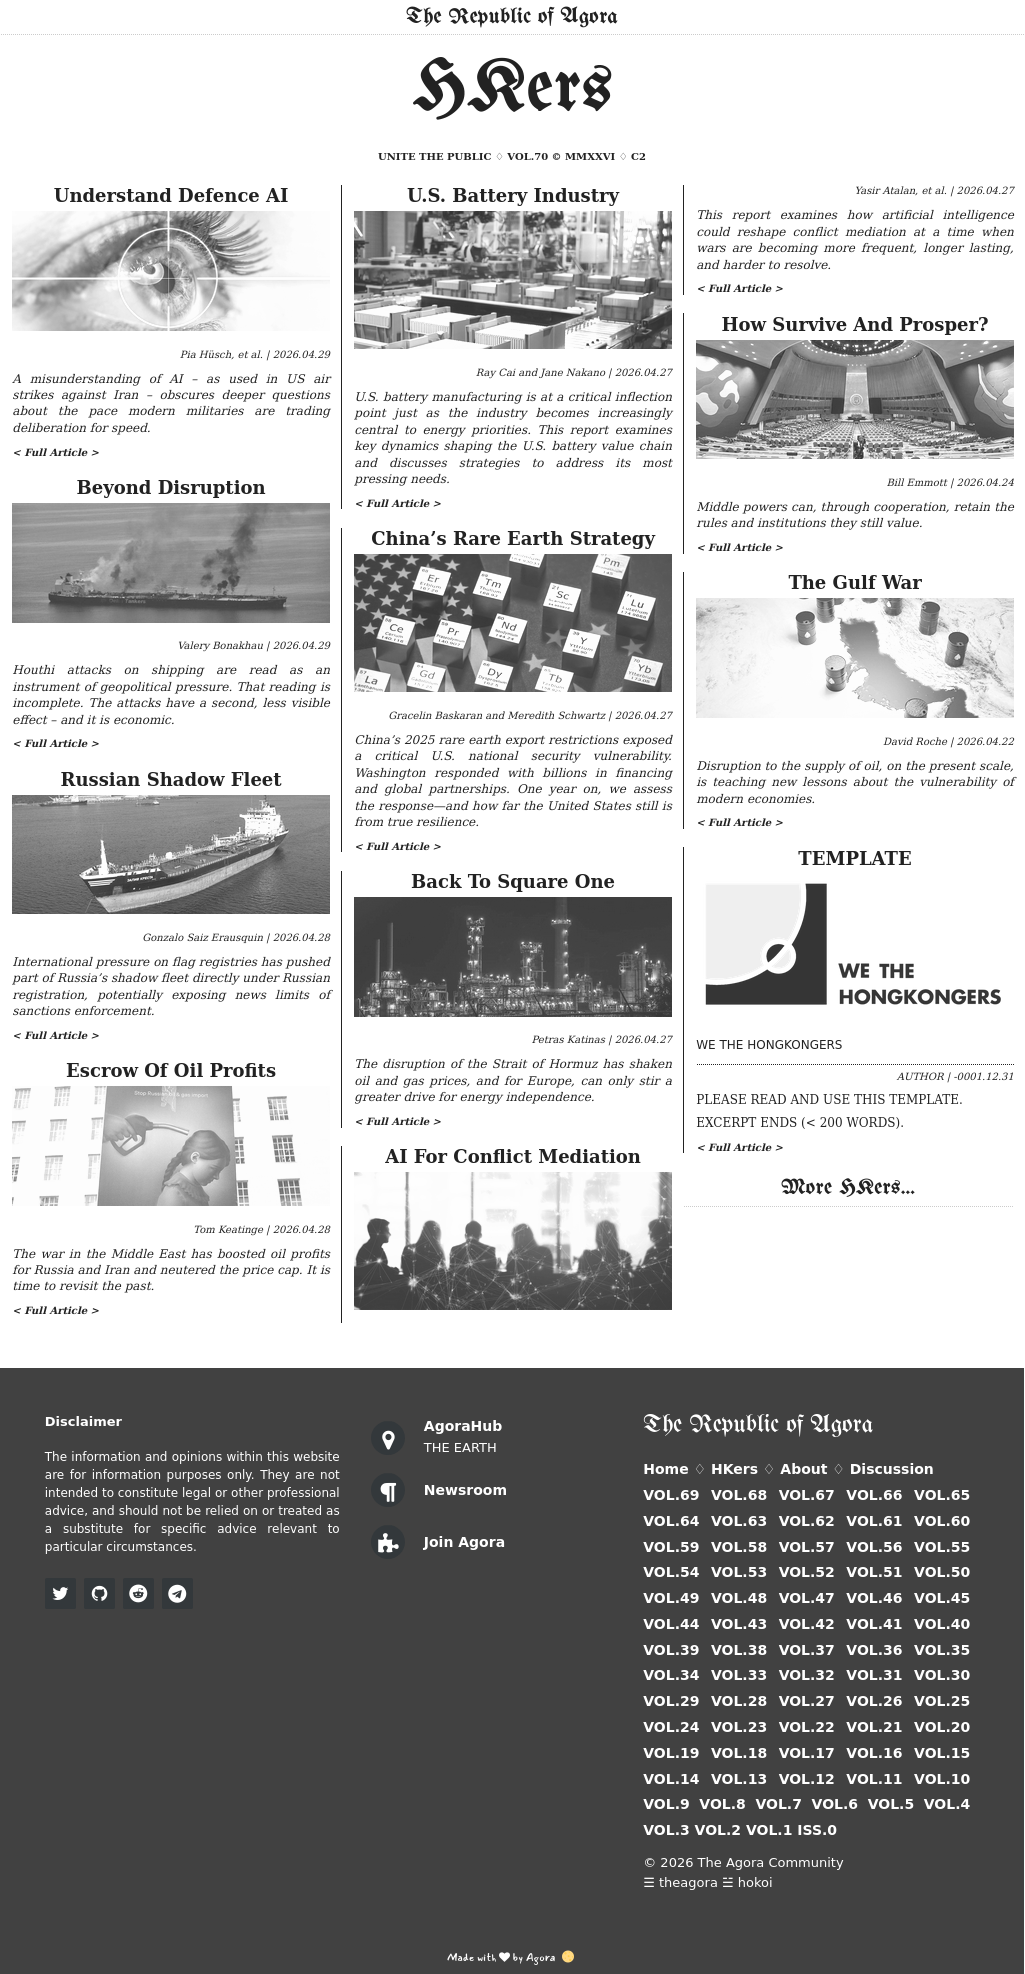 The Republic of Agora
HKers
UNITE THE PUBLIC ♢ VOL.70 © MMXXVI ♢ C2
Understand Defence AI
Pia Hüsch, et al. | 2026.04.29
A misunderstanding of AI – as used in US air
strikes against Iran – obscures deeper questions
about the pace modern militaries are trading
deliberation for speed.
< Full Article >
Beyond Disruption
Valery Bonakhau | 2026.04.29
Houthi attacks on shipping are read as an
instrument of geopolitical pressure. That reading is
incomplete. The attacks have a second, less visible
effect – and it is economic.
< Full Article >
Russian Shadow Fleet
Gonzalo Saiz Erausquin | 2026.04.28
International pressure on flag registries has pushed
part of Russia’s shadow fleet directly under Russian
registration, potentially exposing news limits of
sanctions enforcement.
< Full Article >
Escrow Of Oil Profits
Tom Keatinge | 2026.04.28
The war in the Middle East has boosted oil profits
for Russia and Iran and neutered the price cap. It is
time to revisit the past.
< Full Article >
U.S. Battery Industry
Ray Cai and Jane Nakano | 2026.04.27
U.S. battery manufacturing is at a critical inflection
point just as the industry becomes increasingly
central to energy priorities. This report examines
key dynamics shaping the U.S. battery value chain
and discusses strategies to address its most
pressing needs.
< Full Article >
China’s Rare Earth Strategy
Er
Tm
Pm
Sc
Lu
Ce
Pr
Nd
Y
Yb
La
Gd
Dy
Tb
Gracelin Baskaran and Meredith Schwartz | 2026.04.27
China’s 2025 rare earth export restrictions exposed
a critical U.S. national security vulnerability.
Washington responded with billions in financing
and global partnerships. One year on, we assess
the response—and how far the United States still is
from true resilience.
< Full Article >
Back To Square One
Petras Katinas | 2026.04.27
The disruption of the Strait of Hormuz has shaken
oil and gas prices, and for Europe, can only stir a
greater drive for energy independence.
< Full Article >
AI For Conflict Mediation
Yasir Atalan, et al. | 2026.04.27
This report examines how artificial intelligence
could reshape conflict mediation at a time when
wars are becoming more frequent, longer lasting,
and harder to resolve.
< Full Article >
How Survive And Prosper?
Bill Emmott | 2026.04.24
Middle powers can, through cooperation, retain the
rules and institutions they still value.
< Full Article >
The Gulf War
David Roche | 2026.04.22
Disruption to the supply of oil, on the present scale,
is teaching new lessons about the vulnerability of
modern economies.
< Full Article >
TEMPLATE
WE THE
HONGKONGERS
WE THE HONGKONGERS
AUTHOR | -0001.12.31
PLEASE READ AND USE THIS TEMPLATE.
EXCERPT ENDS (< 200 WORDS).
< Full Article >
More HKers...
Disclaimer
The information and opinions within this website
are for information purposes only. They are not
intended to constitute legal or other professional
advice, and should not be relied on or treated as
a substitute for specific advice relevant to
particular circumstances.
AgoraHub
THE EARTH
Newsroom
Join Agora
The Republic of Agora
Home ♢ HKers ♢ About ♢ Discussion
VOL.69 VOL.68 VOL.67 VOL.66 VOL.65
VOL.64 VOL.63 VOL.62 VOL.61 VOL.60
VOL.59 VOL.58 VOL.57 VOL.56 VOL.55
VOL.54 VOL.53 VOL.52 VOL.51 VOL.50
VOL.49 VOL.48 VOL.47 VOL.46 VOL.45
VOL.44 VOL.43 VOL.42 VOL.41 VOL.40
VOL.39 VOL.38 VOL.37 VOL.36 VOL.35
VOL.34 VOL.33 VOL.32 VOL.31 VOL.30
VOL.29 VOL.28 VOL.27 VOL.26 VOL.25
VOL.24 VOL.23 VOL.22 VOL.21 VOL.20
VOL.19 VOL.18 VOL.17 VOL.16 VOL.15
VOL.14 VOL.13 VOL.12 VOL.11 VOL.10
VOL.9 VOL.8 VOL.7 VOL.6 VOL.5 VOL.4
VOL.3 VOL.2 VOL.1 ISS.0
© 2026 The Agora Community
☰ theagora ☱ hokoi
Made with ♥ by Agora